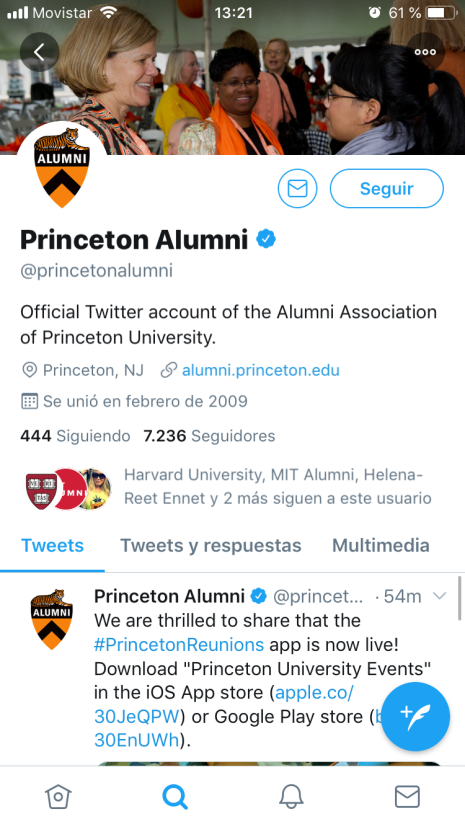 Movistar 13:21 61 %
ALUMNI
Seguir
Princeton Alumni
@princetonalumni
Official Twitter account of the Alumni Association
of Princeton University.
Princeton, NJ alumni.princeton.edu
Se unió en febrero de 2009
444 Siguiendo 7.236 Seguidores
Harvard University, MIT Alumni, Helena-
Reet Ennet y 2 más siguen a este usuario
Tweets Tweets y respuestas Multimedia
Princeton Alumni @princet... · 54m
ALUMNI
We are thrilled to share that the
#PrincetonReunions app is now live!
Download "Princeton University Events"
in the iOS App store (apple.co/
30JeQPW) or Google Play store (
30EnUWh).